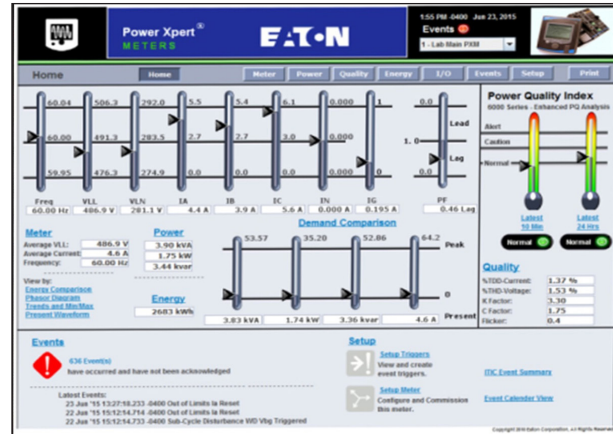 Power Xpert®
METERS
EATON
1:55 PM -0400 Jun 23, 2015
Events
1 - Lab Main PXM
Home
Home Meter Power Quality Energy I/O Events Setup Print
60.04 506.3 292.0 5.5 5.4 6.1 0.000 1 0.0
Lead
60.00 491.3 283.5 2.7 2.7 3.0 0.000 1.0
Lag
59.95 476.3 274.9 0.0 0.0 0.0 0.000 0 0.0
Freq VLL VLN IA IB IC IN IG PF
60.00 Hz 486.9 V 281.1 V 4.4 A 3.9 A 5.6 A 0.000 A 0.195 A 0.46 Lag
Power Quality Index
6000 Series - Enhanced PQ Analysis
Alert
Caution
Normal
Latest
10 Min
Latest
24 Hrs
Normal Normal
Meter
Average VLL: 486.9 V
Average Current: 4.6 A
Frequency: 60.00 Hz
View by:
Energy Comparison
Phasor Diagram
Trends and Min/Max
Present Waveform
Power
3.90 kVA
1.75 kW
3.44 kvar
Energy
2683 kWh
Demand Comparison
53.57 35.20 52.86 64.2 Peak
0
3.83 kVA 1.74 kW 3.36 kvar 4.6 A Present
Quality
%TDD-Current: 1.37 %
%THD-Voltage: 1.53 %
K Factor: 3.30
C Factor: 1.75
Flicker: 0.4
Events
636 Event(s)
have occurred and have not been acknowledged
Latest Events:
23 Jun '15 13:27:18.233 -0400 Out of Limits Ia Reset
22 Jun '15 15:12:14.714 -0400 Out of Limits Ia Reset
22 Jun '15 15:12:14.733 -0400 Sub-Cycle Disturbance WD Vbg Triggered
Setup
Setup Triggers
View and create
event triggers.
Setup Meter
Configure and Commission
this meter.
ITIC Event Summary
Event Calendar View
Copyright 2010 Eaton Corporation, All Rights Reserved